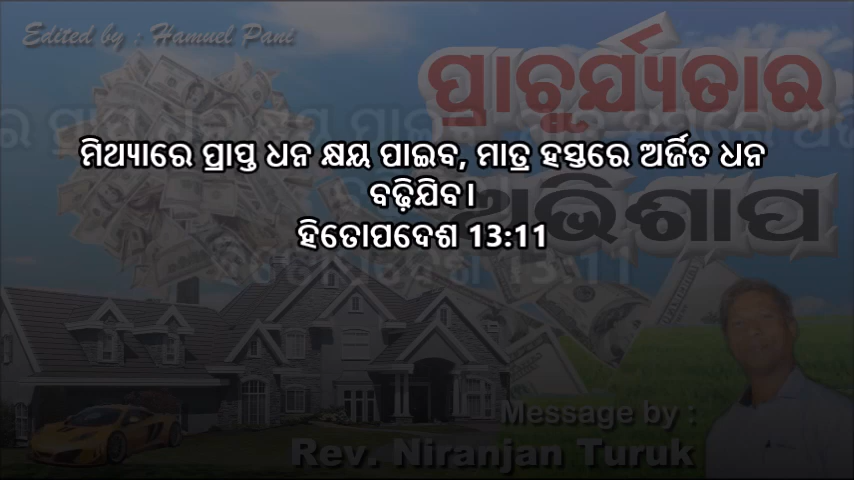 Edited by : Hamuel Pani
ପ୍ରାଚୁର୍ଯ୍ୟତାର
ମିଥ୍ୟାରେ ପ୍ରାପ୍ତ ଧନ କ୍ଷୟ ପାଇବ, ମାତ୍ର ହସ୍ତରେ ଅର୍ଜିତ ଧନ
ବଢ଼ିଯିବ।
ଅଭିଶାପ
ହିତୋପଦେଶ 13:11
Message by :
Rev. Niranjan Turuk